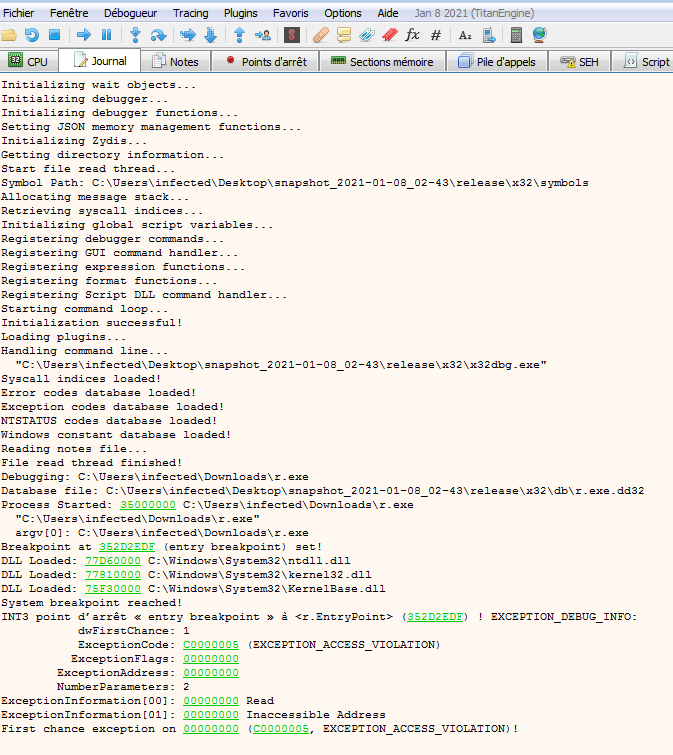 Fichier Fenêtre Débogueur Tracing Plugins Favoris Options Aide Jan 8 2021 (TitanEngine)
CPU Journal Notes Points d'arrêt Sections mémoire Pile d'appels SEH Script
Initializing wait objects...
Initializing debugger...
Initializing debugger functions...
Setting JSON memory management functions...
Initializing Zydis...
Getting directory information...
Start file read thread...
Symbol Path: C:\Users\infected\Desktop\snapshot_2021-01-08_02-43\release\x32\symbols
Allocating message stack...
Retrieving syscall indices...
Initializing global script variables...
Registering debugger commands...
Registering GUI command handler...
Registering expression functions...
Registering format functions...
Registering Script DLL command handler...
Starting command loop...
Initialization successful!
Loading plugins...
Handling command line...
"C:\Users\infected\Desktop\snapshot_2021-01-08_02-43\release\x32\x32dbg.exe"
Syscall indices loaded!
Error codes database loaded!
Exception codes database loaded!
NTSTATUS codes database loaded!
Windows constant database loaded!
Reading notes file...
File read thread finished!
Debugging: C:\Users\infected\Downloads\r.exe
Database file: C:\Users\infected\Desktop\snapshot_2021-01-08_02-43\release\x32\db\r.exe.dd32
Process Started: 35000000 C:\Users\infected\Downloads\r.exe
"C:\Users\infected\Downloads\r.exe"
argv[0]: C:\Users\infected\Downloads\r.exe
Breakpoint at 352D2EDF (entry breakpoint) set!
DLL Loaded: 77D60000 C:\Windows\System32\ntdll.dll
DLL Loaded: 77810000 C:\Windows\System32\kernel32.dll
DLL Loaded: 75F30000 C:\Windows\System32\KernelBase.dll
System breakpoint reached!
INT3 point d'arrêt « entry breakpoint » à <r.EntryPoint> (352D2EDF) ! EXCEPTION_DEBUG_INFO:
dwFirstChance: 1
ExceptionCode: C0000005 (EXCEPTION_ACCESS_VIOLATION)
ExceptionFlags: 00000000
ExceptionAddress: 00000000
NumberParameters: 2
ExceptionInformation[00]: 00000000 Read
ExceptionInformation[01]: 00000000 Inaccessible Address
First chance exception on 00000000 (C0000005, EXCEPTION_ACCESS_VIOLATION)!